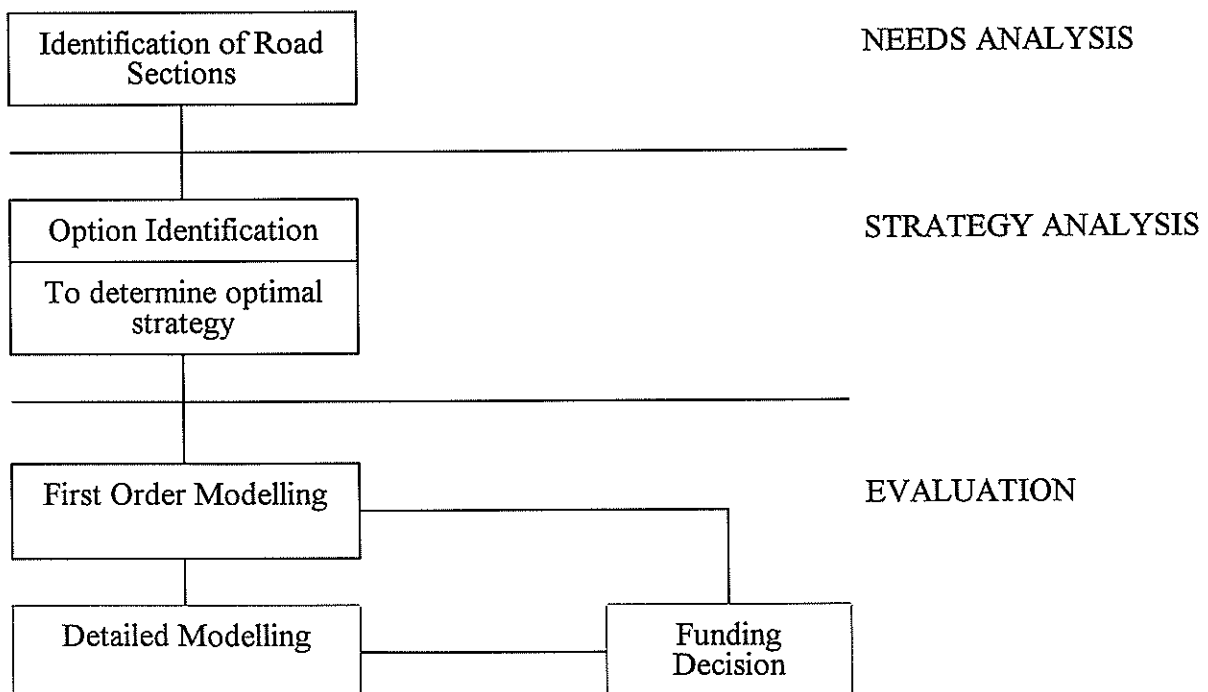 Identification of Road
Sections
NEEDS ANALYSIS
Option Identification
STRATEGY ANALYSIS
To determine optimal
strategy
First Order Modelling
EVALUATION
Detailed Modelling
Funding
Decision